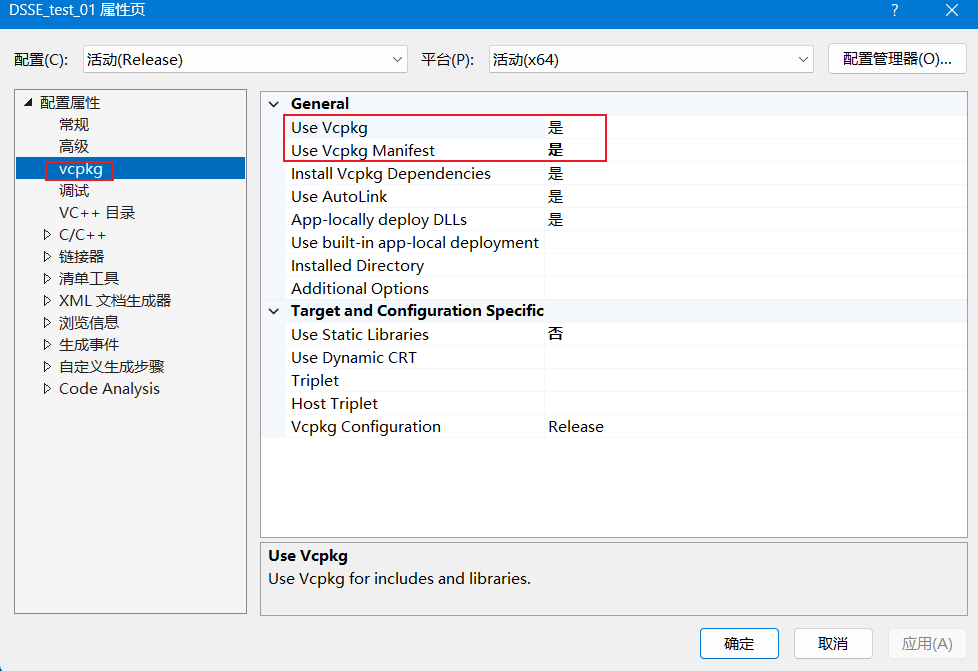 DSSE_test_01 属性页
配置(C): 活动(Release) 平台(P): 活动(x64) 配置管理器(O)...
配置属性
常规
高级
vcpkg
调试
VC++ 目录
C/C++
链接器
清单工具
XML 文档生成器
浏览信息
生成事件
自定义生成步骤
Code Analysis
General
Use Vcpkg 是
Use Vcpkg Manifest 是
Install Vcpkg Dependencies 是
Use AutoLink 是
App-locally deploy DLLs 是
Use built-in app-local deployment
Installed Directory
Additional Options
Target and Configuration Specific
Use Static Libraries 否
Use Dynamic CRT
Triplet
Host Triplet
Vcpkg Configuration Release
Use Vcpkg
Use Vcpkg for includes and libraries.
确定 取消 应用(A)